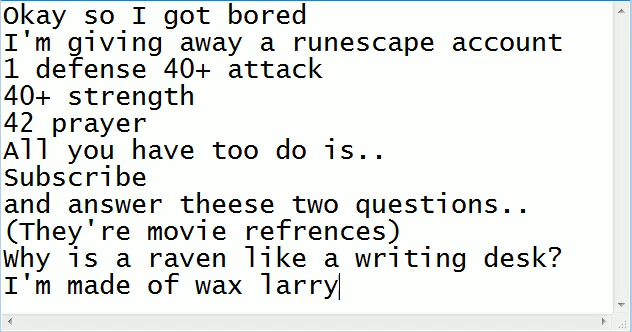 Okay so I got bored
I'm giving away a runescape account
1 defense 40+ attack
40+ strength
42 prayer
All you have too do is..
Subscribe
and answer theese two questions..
(They're movie refrences)
Why is a raven like a writing desk?
I'm made of wax larry